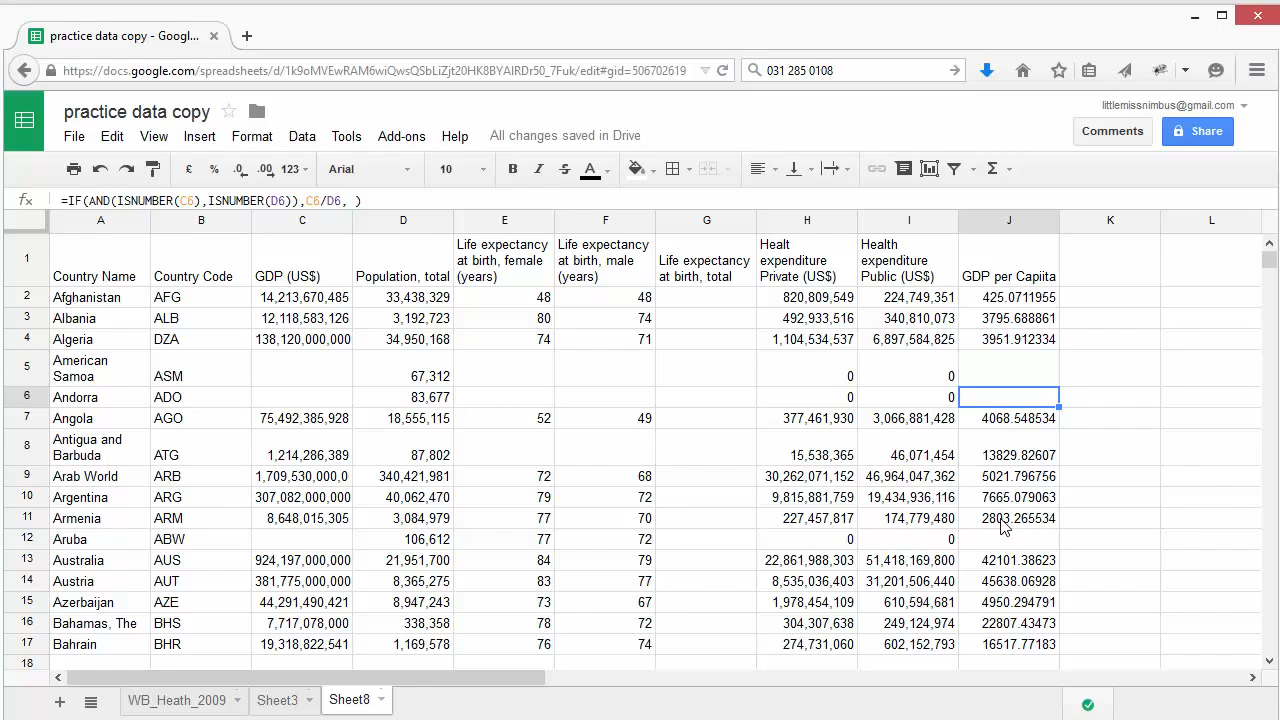 practice data copy - Googl...
https://docs.google.com/spreadsheets/d/1k9oMVEwRAM6wiQwsQSbLiZjt20HK8BYAIRDr50_7Fuk/edit#gid=506702619
031 285 0108
practice data copy
littlemissnimbus@gmail.com
File Edit View Insert Format Data Tools Add-ons Help All changes saved in Drive
Comments Share
£ % .0 .00 123 Arial 10 B I S A Σ
fx =IF(AND(ISNUMBER(C6),ISNUMBER(D6)),C6/D6, )
A B C D E F G H I J K L
1 Country Name Country Code GDP (US$) Population, total Life expectancy at birth, female (years) Life expectancy at birth, male (years) Life expectancy at birth, total Healt expenditure Private (US$) Health expenditure Public (US$) GDP per Capiita
2 Afghanistan AFG 14,213,670,485 33,438,329 48 48 820,809,549 224,749,351 425.0711955
3 Albania ALB 12,118,583,126 3,192,723 80 74 492,933,516 340,810,073 3795.688861
4 Algeria DZA 138,120,000,000 34,950,168 74 71 1,104,534,537 6,897,584,825 3951.912334
5 American Samoa ASM 67,312 0 0
6 Andorra ADO 83,677 0 0
7 Angola AGO 75,492,385,928 18,555,115 52 49 377,461,930 3,066,881,428 4068.548534
8 Antigua and Barbuda ATG 1,214,286,389 87,802 15,538,365 46,071,454 13829.82607
9 Arab World ARB 1,709,530,000,0 340,421,981 72 68 30,262,071,152 46,964,047,362 5021.796756
10 Argentina ARG 307,082,000,000 40,062,470 79 72 9,815,881,759 19,434,936,116 7665.079063
11 Armenia ARM 8,648,015,305 3,084,979 77 70 227,457,817 174,779,480 2803.265534
12 Aruba ABW 106,612 77 72 0 0
13 Australia AUS 924,197,000,000 21,951,700 84 79 22,861,988,303 51,418,169,800 42101.38623
14 Austria AUT 381,775,000,000 8,365,275 83 77 8,535,036,403 31,201,506,440 45638.06928
15 Azerbaijan AZE 44,291,490,421 8,947,243 73 67 1,978,454,109 610,594,681 4950.294791
16 Bahamas, The BHS 7,717,078,000 338,358 78 72 304,307,638 249,124,974 22807.43473
17 Bahrain BHR 19,318,822,541 1,169,578 76 74 274,731,060 602,152,793 16517.77183
18
WB_Heath_2009 Sheet3 Sheet8